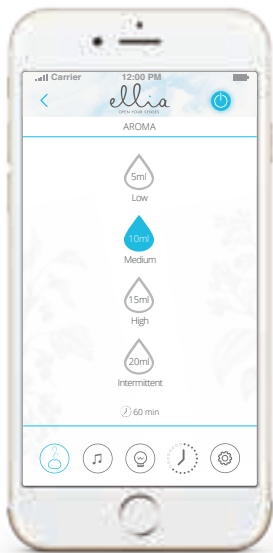 Carrier 12:00 PM
ellia
OPEN YOUR SENSES
AROMA
5ml
Low
10ml
Medium
15ml
High
20ml
Intermittent
60 min